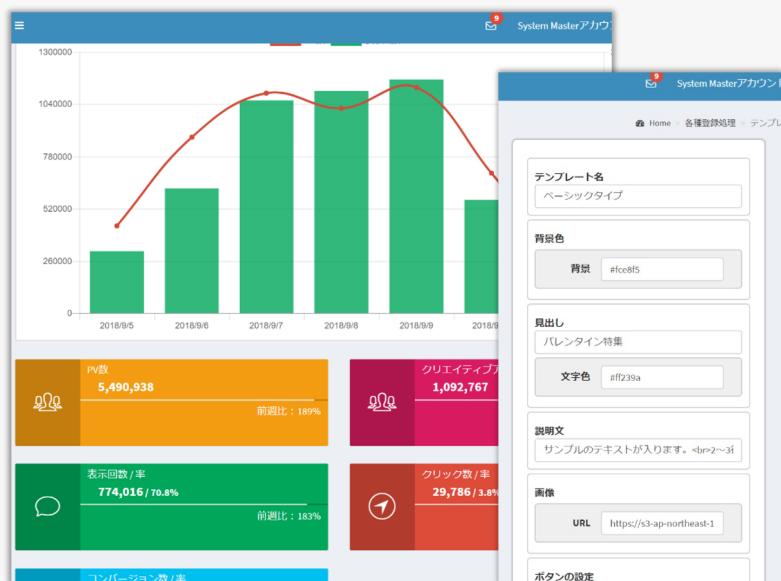 9
System Masterアカウ
1300000
1040000
780000
520000
260000
0
2018/9/5
2018/9/6
2018/9/7
2018/9/8
2018/9/9
2018/9
PV数
5,490,938
前週比：189%
クリエイティブ
1,092,767
表示回数 / 率
774,016 / 70.8%
前週比：183%
クリック数 / 率
29,786 / 3.8%
コンバージョン数 / 率
9
System Masterアカウント
Home > 各種登録処理 > テンプレ
テンプレート名
ベーシックタイプ
背景色
背景
#fce8f5
見出し
バレンタイン特集
文字色
#ff239a
説明文
サンプルのテキストが入ります。<br>2～3行
画像
URL
https://s3-ap-northeast-1
ボタンの設定